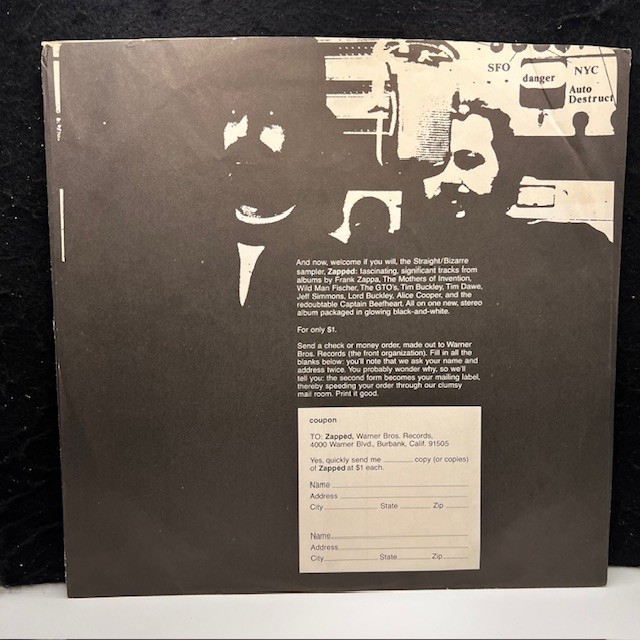 SFO
danger
NYC
Auto
Destruct
And now, welcome if you will, the Straight/Bizarre
sampler, Zappéd: fascinating, significant tracks from
albums by Frank Zappa, The Mothers of Invention,
Wild Man Fischer, The GTO's, Tim Buckley, Tim Dawe,
Jeff Simmons, Lord Buckley, Alice Cooper, and the
redoubtable Captain Beefheart. All on one new, stereo
album packaged in glowing black-and-white.
For only $1.
Send a check or money order, made out to Warner
Bros. Records (the front organization). Fill in all the
blanks below: you'll note that we ask your name and
address twice. You probably wonder why, so we'll
tell you: the second form becomes your mailing label,
thereby speeding your order through our clumsy
mail room. Print it good.
coupon
TO: Zappéd, Warner Bros. Records,
4000 Warner Blvd., Burbank, Calif. 91505
Yes, quickly send me ________ copy (or copies)
of Zappéd at $1 each.
Name
Address
City State Zip
Name
Address
City State Zip